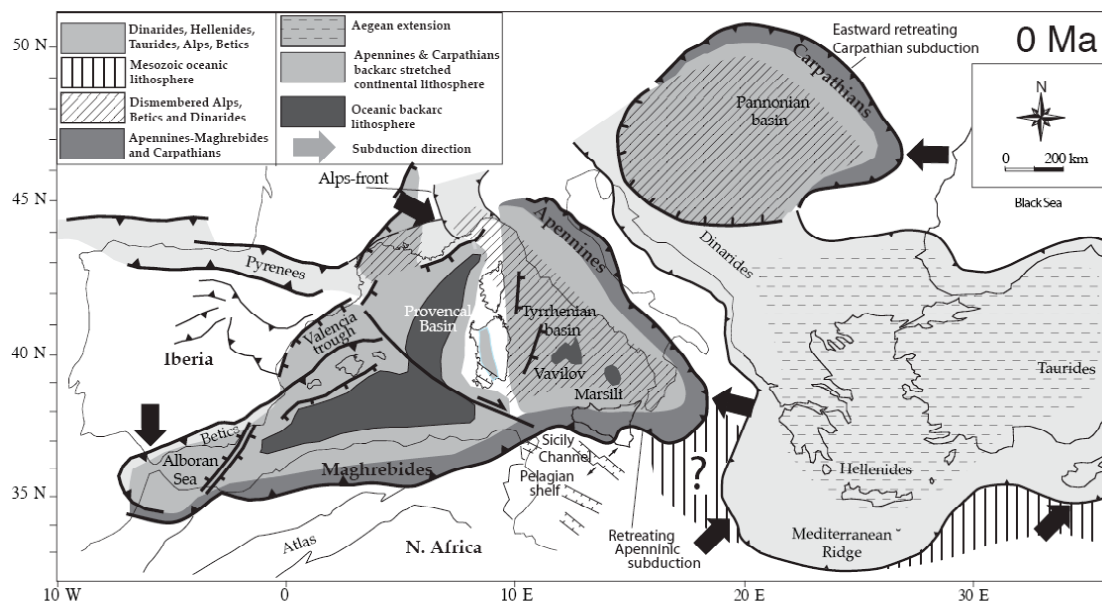 50 N
45 N
40 N
35 N
10 W
0
10 E
20 E
30 E
Dinarides, Hellenides,
Taurides, Alps, Betics
Mesozoic oceanic
lithosphere
Dismembered Alps,
Betics and Dinarides
Apennines-Maghrebides
and Carpathians
Aegean extension
Apennines & Carpathians
backarc stretched
continental lithosphere
Oceanic backarc
lithosphere
Subduction direction
Eastward retreating
Carpathian subduction
0 Ma
N
0 200 km
Black Sea
Carpathians
Pannonian
basin
Alps-front
Apennines
Dinarides
Pyrenees
Provencal
Basin
Tyrrhenian
basin
Valencia
trough
Iberia
Vavilov
Marsili
Taurides
Betics
Alboran
Sea
Maghrebides
Sicily
Channel
Pelagian
shelf
?
Hellenides
Retreating
Apenninic
subduction
Mediterranean
Ridge
Atlas
N. Africa